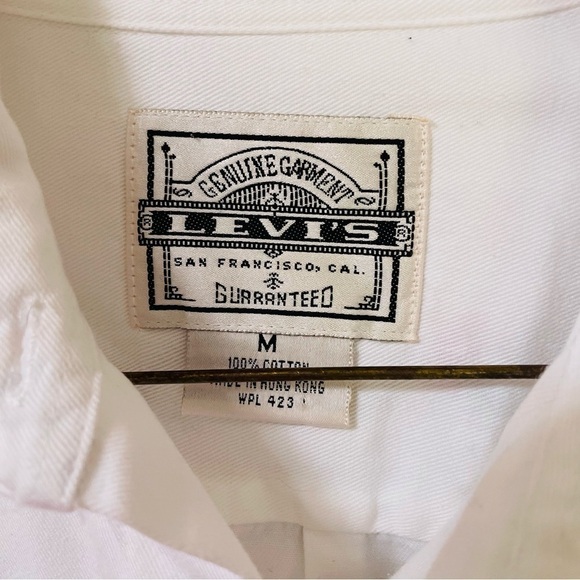 GENUINE GARMENT
LEVI'S
SAN FRANCISCO, CAL.
GUARANTEED
M
100% COTTON
MADE IN HONG KONG
WPL 423